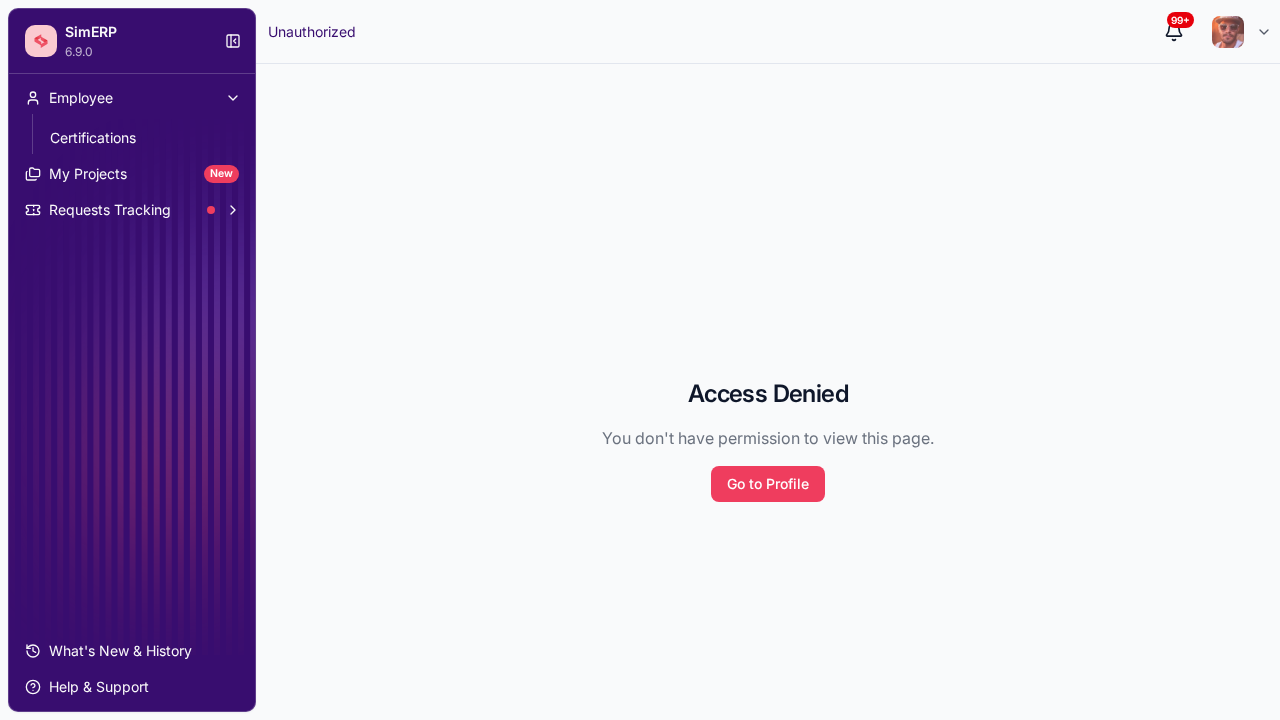 SimERP
6.9.0
Employee
Certifications
My Projects
New
Requests Tracking
What's New & History
Help & Support
Unauthorized
99+
Access Denied
You don't have permission to view this page.
Go to Profile